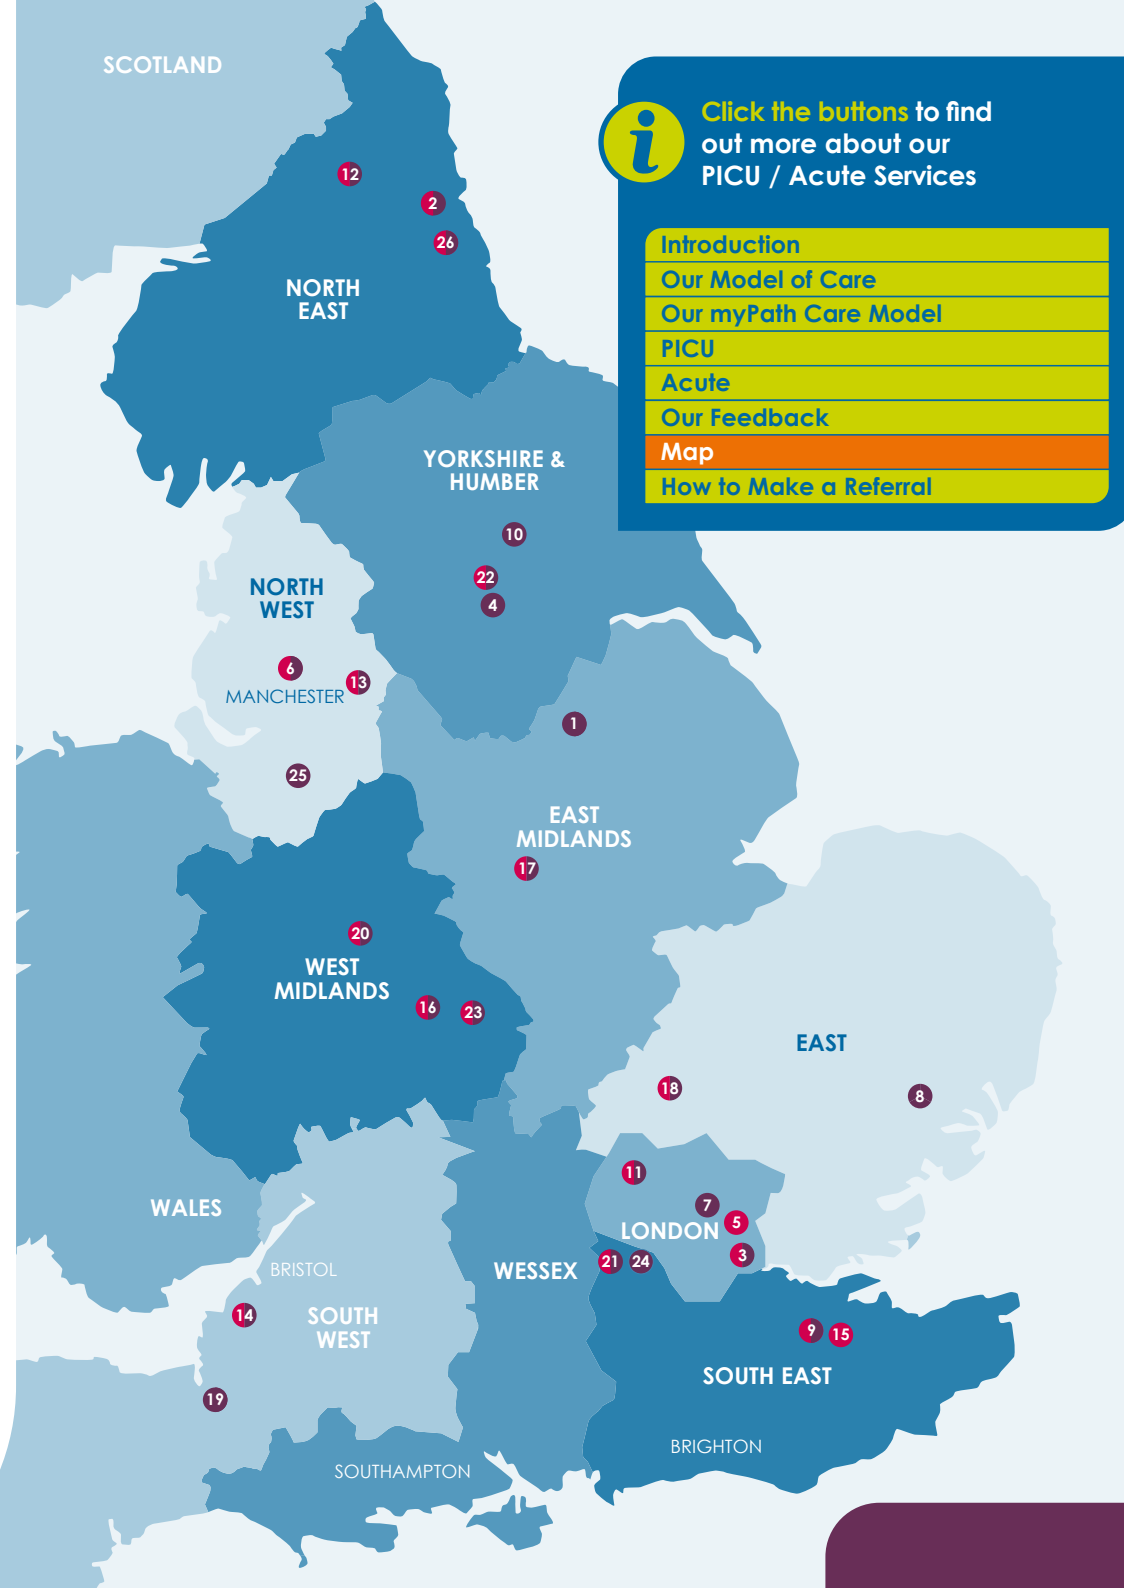 SCOTLAND
Click the buttons to find
out more about our
PICU / Acute Services
i
Introduction
Our Model of Care
Our myPath Care Model
PICU
Acute
Our Feedback
Map
How to Make a Referral
12
2
26
NORTH
EAST
YORKSHIRE &
HUMBER
10
22
4
NORTH
WEST
6
13
MANCHESTER
25
1
EAST
MIDLANDS
17
20
WEST
MIDLANDS
16
23
EAST
18
8
11
7
5
LONDON
3
21
24
WALES
WESSEX
BRISTOL
14
SOUTH
WEST
19
9
15
SOUTH EAST
BRIGHTON
SOUTHAMPTON